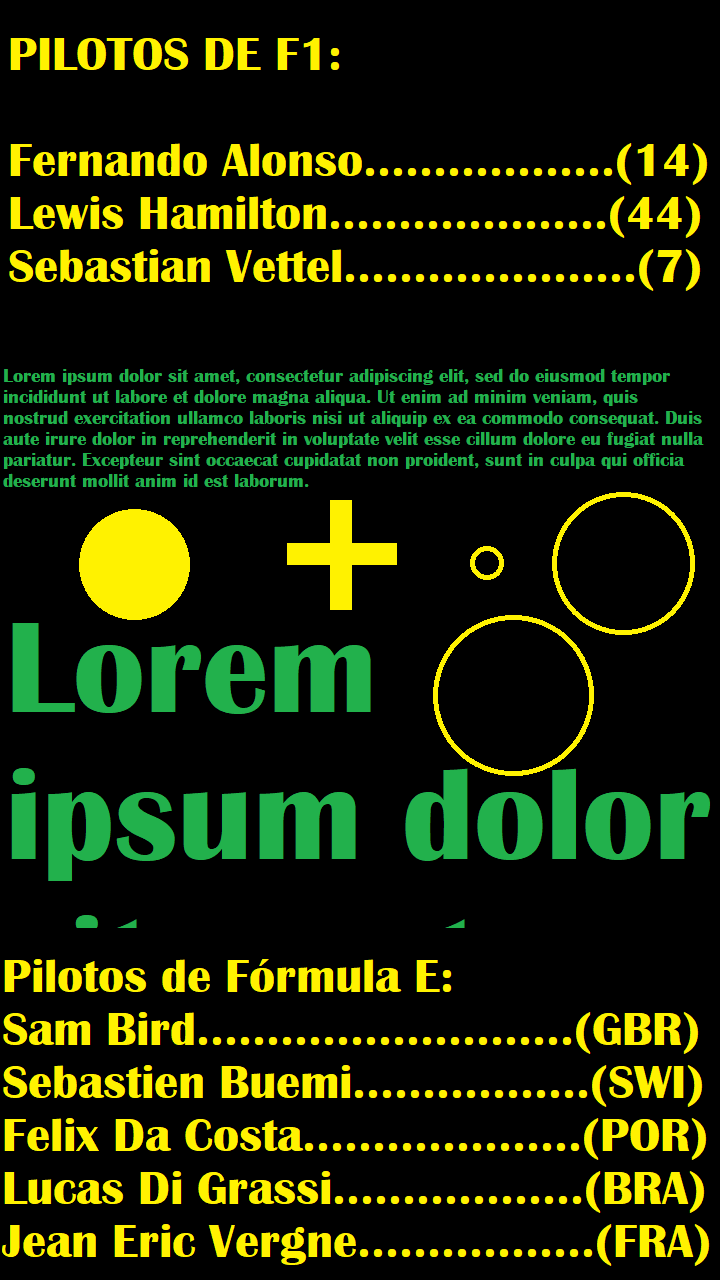 PILOTOS DE F1:
Fernando Alonso..................(14)
Lewis Hamilton....................(44)
Sebastian Vettel.....................(7)
Lorem ipsum dolor sit amet, consectetur adipiscing elit, sed do eiusmod tempor
incididunt ut labore et dolore magna aliqua. Ut enim ad minim veniam, quis
nostrud exercitation ullamco laboris nisi ut aliquip ex ea commodo consequat. Duis
aute irure dolor in reprehenderit in voluptate velit esse cillum dolore eu fugiat nulla
pariatur. Excepteur sint occaecat cupidatat non proident, sunt in culpa qui officia
deserunt mollit anim id est laborum.
Lorem
ipsum dolor
Pilotos de Fórmula E:
Sam Bird...........................(GBR)
Sebastien Buemi.................(SWI)
Felix Da Costa....................(POR)
Lucas Di Grassi..................(BRA)
Jean Eric Vergne.................(FRA)